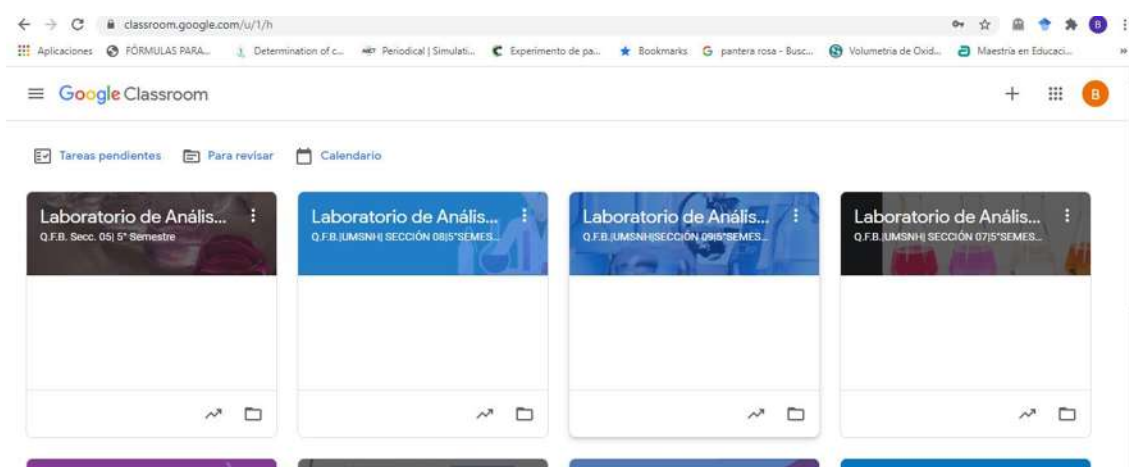 classroom.google.com/u/1/h
B
Aplicaciones FÓRMULAS PARA... Determination of c... Periodical | Simulati... Experimento de pa... Bookmarks pantera rosa - Busc... Volumetria de Oxid... Maestría en Educaci... »
Google Classroom
B
Tareas pendientes Para revisar Calendario
Laboratorio de Anális...
Q.F.B. Secc. 05| 5° Semestre
Laboratorio de Anális...
Q.F.B.|UMSNH| SECCIÓN 08|5°SEMES...
Laboratorio de Anális...
Q.F.B.|UMSNH|SECCIÓN 09|5°SEMES...
Laboratorio de Anális...
Q.F.B.|UMSNH| SECCIÓN 07|5°SEMES...